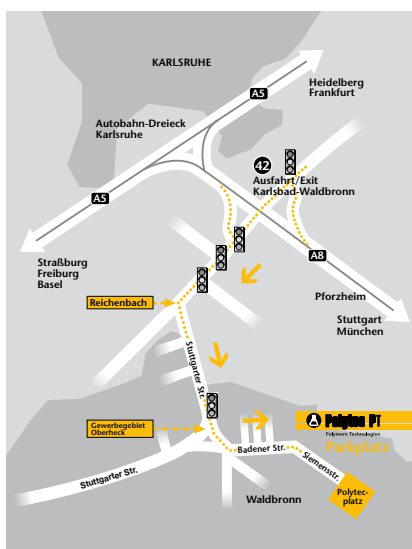 KARLSRUHE
Heidelberg
Frankfurt
A5
Autobahn-Dreieck
Karlsruhe
42
Ausfahrt/Exit
Karlsbad-Waldbronn
A5
A8
Straßburg
Freiburg
Basel
Pforzheim
Stuttgart
München
Reichenbach
Stuttgarter Str.
Gewerbegebiet
Oberheck
Polytec PT
Polymere Technologien
Parkplatz
Badener Str.
Siemensstr.
Stuttgarter Str.
Waldbronn
Polytec-
platz